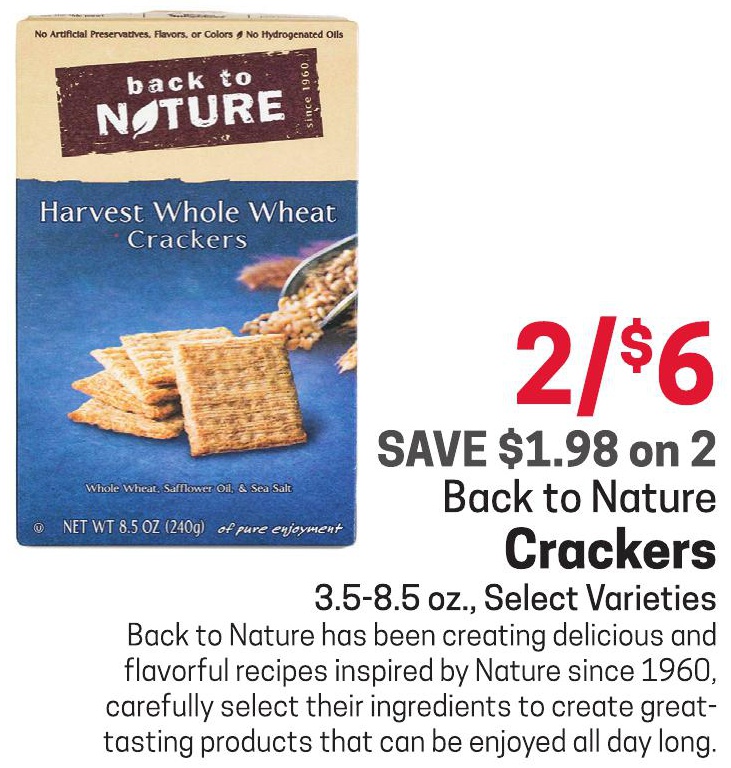 No Artificial Preservatives, Flavors, or Colors No Hydrogenated Oils
back to
NATURE
since 1960
Harvest Whole Wheat
Crackers
Whole Wheat, Safflower Oil, & Sea Salt
U NET WT 8.5 OZ (240g) of pure enjoyment
2/$6
SAVE $1.98 on 2
Back to Nature
Crackers
3.5-8.5 oz., Select Varieties
Back to Nature has been creating delicious and
flavorful recipes inspired by Nature since 1960,
carefully select their ingredients to create great-
tasting products that can be enjoyed all day long.